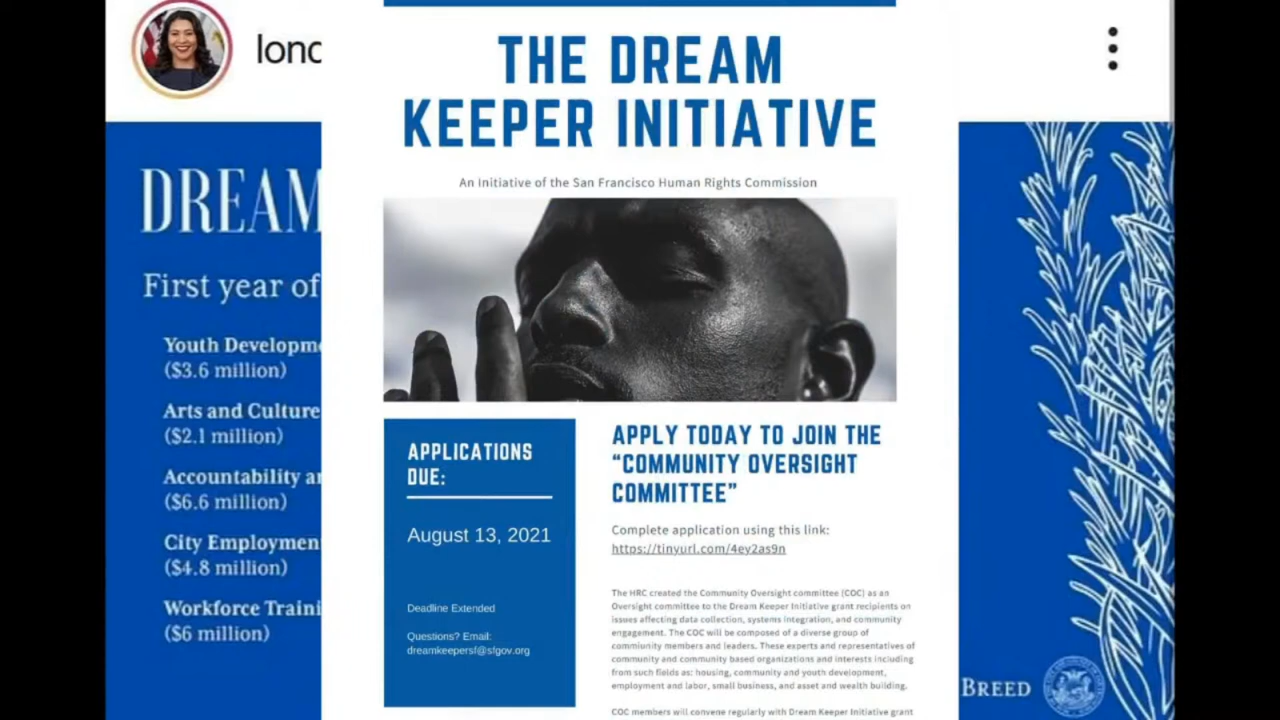 lonc
THE DREAM
KEEPER INITIATIVE
An Initiative of the San Francisco Human Rights Commission
DREAM
First year of
Youth Developme
($3.6 million)
Arts and Culture
($2.1 million)
Accountability an
($6.6 million)
City Employmen
($4.8 million)
Workforce Traini
($6 million)
APPLICATIONS
DUE:
August 13, 2021
Deadline Extended
Questions? Email:
dreamkeepersf@sfgov.org
APPLY TODAY TO JOIN THE
“COMMUNITY OVERSIGHT
COMMITTEE”
Complete application using this link:
https://tinyurl.com/4ey2as9n
The HRC created the Community Oversight committee (COC) as an
Oversight committee to the Dream Keeper Initiative grant recipients on
issues affecting data collection, systems integration, and community
engagement. The COC will be composed of a diverse group of
community members and leaders. These experts and representatives of
community and community based organizations and interests including
from such fields as: housing, community and youth development,
employment and labor, small business, and asset and wealth building.
COC members will convene regularly with Dream Keeper Initiative grant
BREED